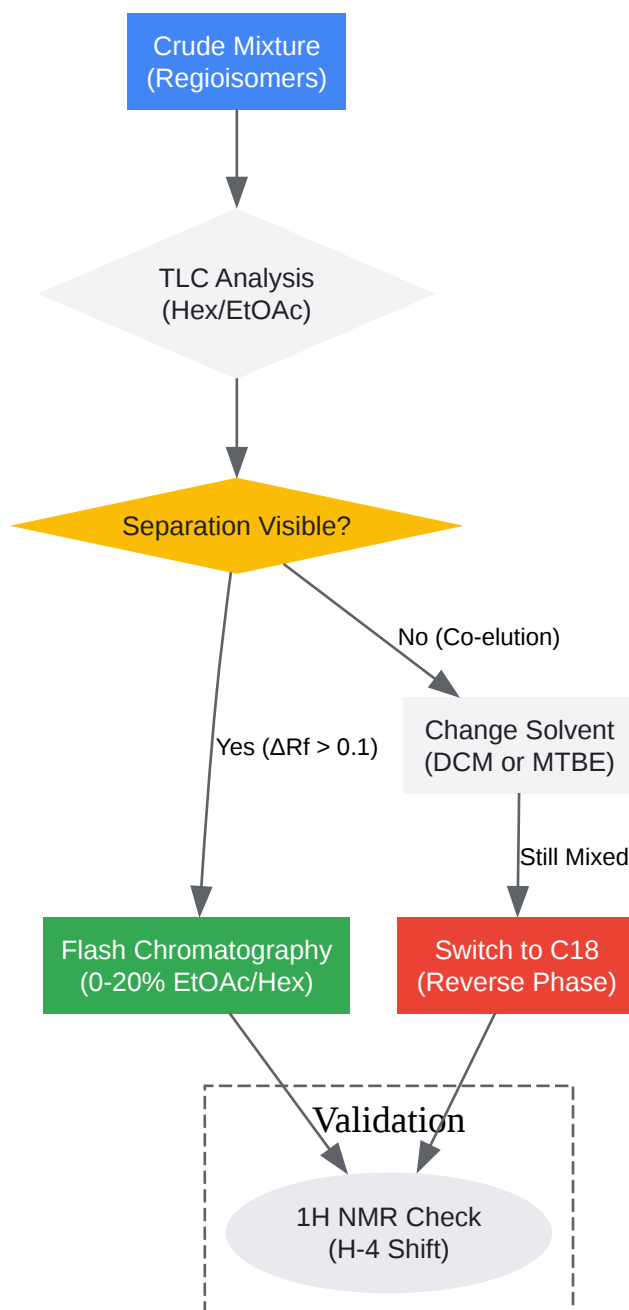 Crude Mixture
(Regioisomers)
TLC Analysis
(Hex/EtOAc)
Separation Visible?
No (Co-elution)
Change Solvent
(DCM or MTBE)
Yes (ΔRf > 0.1)
Still Mixed
Flash Chromatography
(0-20% EtOAc/Hex)
Switch to C18
(Reverse Phase)
Validation
1H NMR Check
(H-4 Shift)